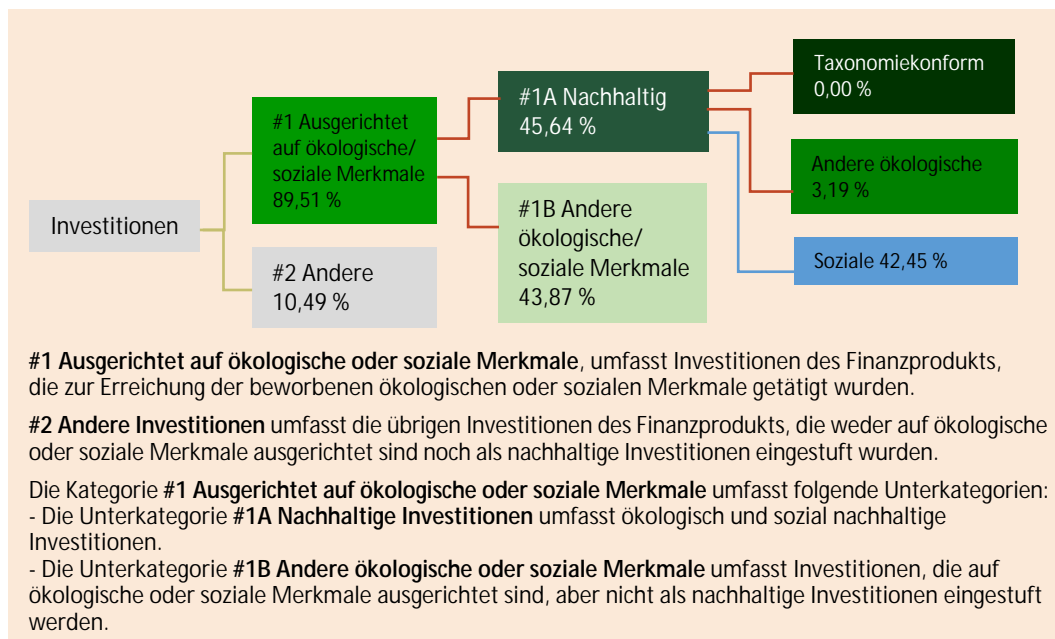 Investitionen
#1 Ausgerichtet
auf ökologische/
soziale Merkmale
89,51 %
#2 Andere
10,49 %
#1A Nachhaltig
45,64 %
#1B Andere
ökologische/
soziale Merkmale
43,87 %
Taxonomiekonform
0,00 %
Andere ökologische
3,19 %
Soziale 42,45 %
#1 Ausgerichtet auf ökologische oder soziale Merkmale, umfasst Investitionen des Finanzprodukts,
die zur Erreichung der beworbenen ökologischen oder sozialen Merkmale getätigt wurden.
#2 Andere Investitionen umfasst die übrigen Investitionen des Finanzprodukts, die weder auf ökologische
oder soziale Merkmale ausgerichtet sind noch als nachhaltige Investitionen eingestuft wurden.
Die Kategorie #1 Ausgerichtet auf ökologische oder soziale Merkmale umfasst folgende Unterkategorien:
- Die Unterkategorie #1A Nachhaltige Investitionen umfasst ökologisch und sozial nachhaltige
Investitionen.
- Die Unterkategorie #1B Andere ökologische oder soziale Merkmale umfasst Investitionen, die auf
ökologische oder soziale Merkmale ausgerichtet sind, aber nicht als nachhaltige Investitionen eingestuft
werden.